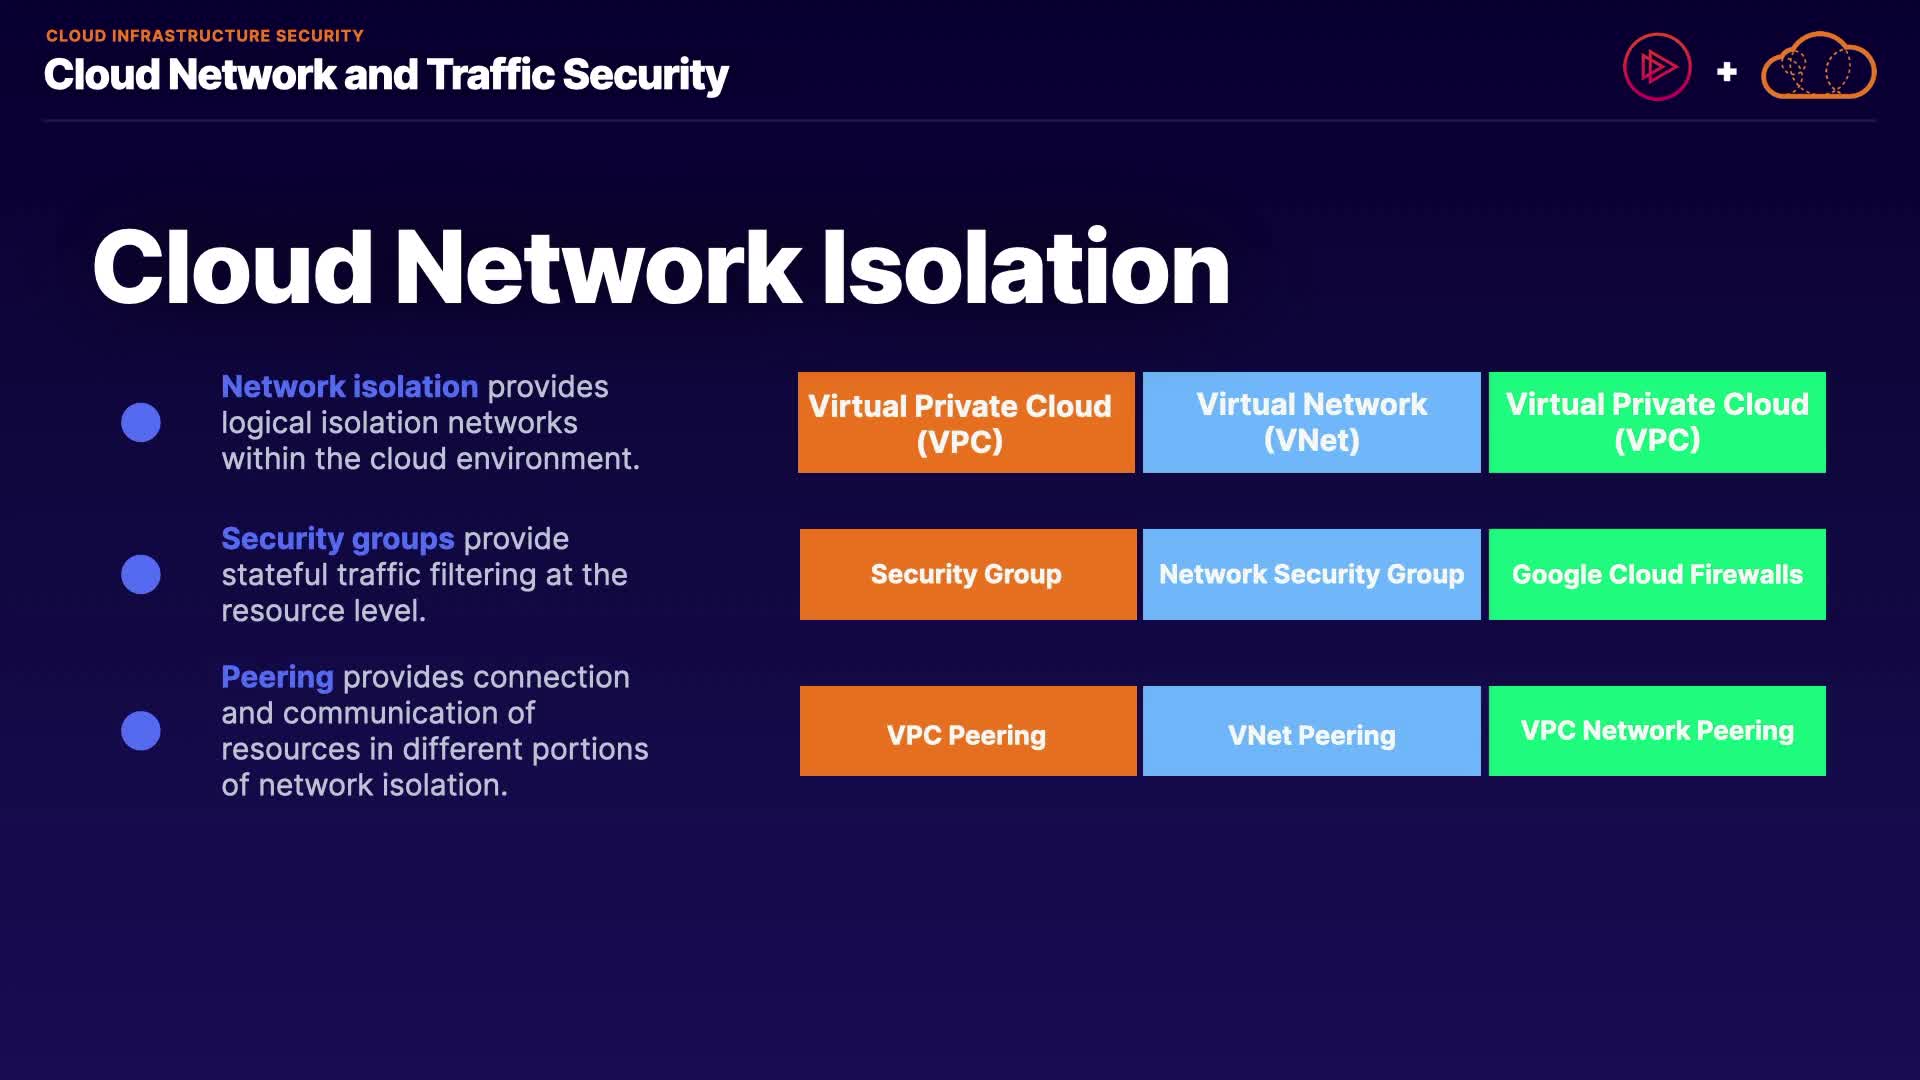 CLOUD INFRASTRUCTURE SECURITY
Cloud Network and Traffic Security
+
Cloud Network Isolation
Network isolation provides
logical isolation networks
within the cloud environment.
Virtual Private Cloud
(VPC)
Virtual Network
(VNet)
Virtual Private Cloud
(VPC)
Security groups provide
stateful traffic filtering at the
resource level.
Security Group
Network Security Group
Google Cloud Firewalls
Peering provides connection
and communication of
resources in different portions
of network isolation.
VPC Peering
VNet Peering
VPC Network Peering